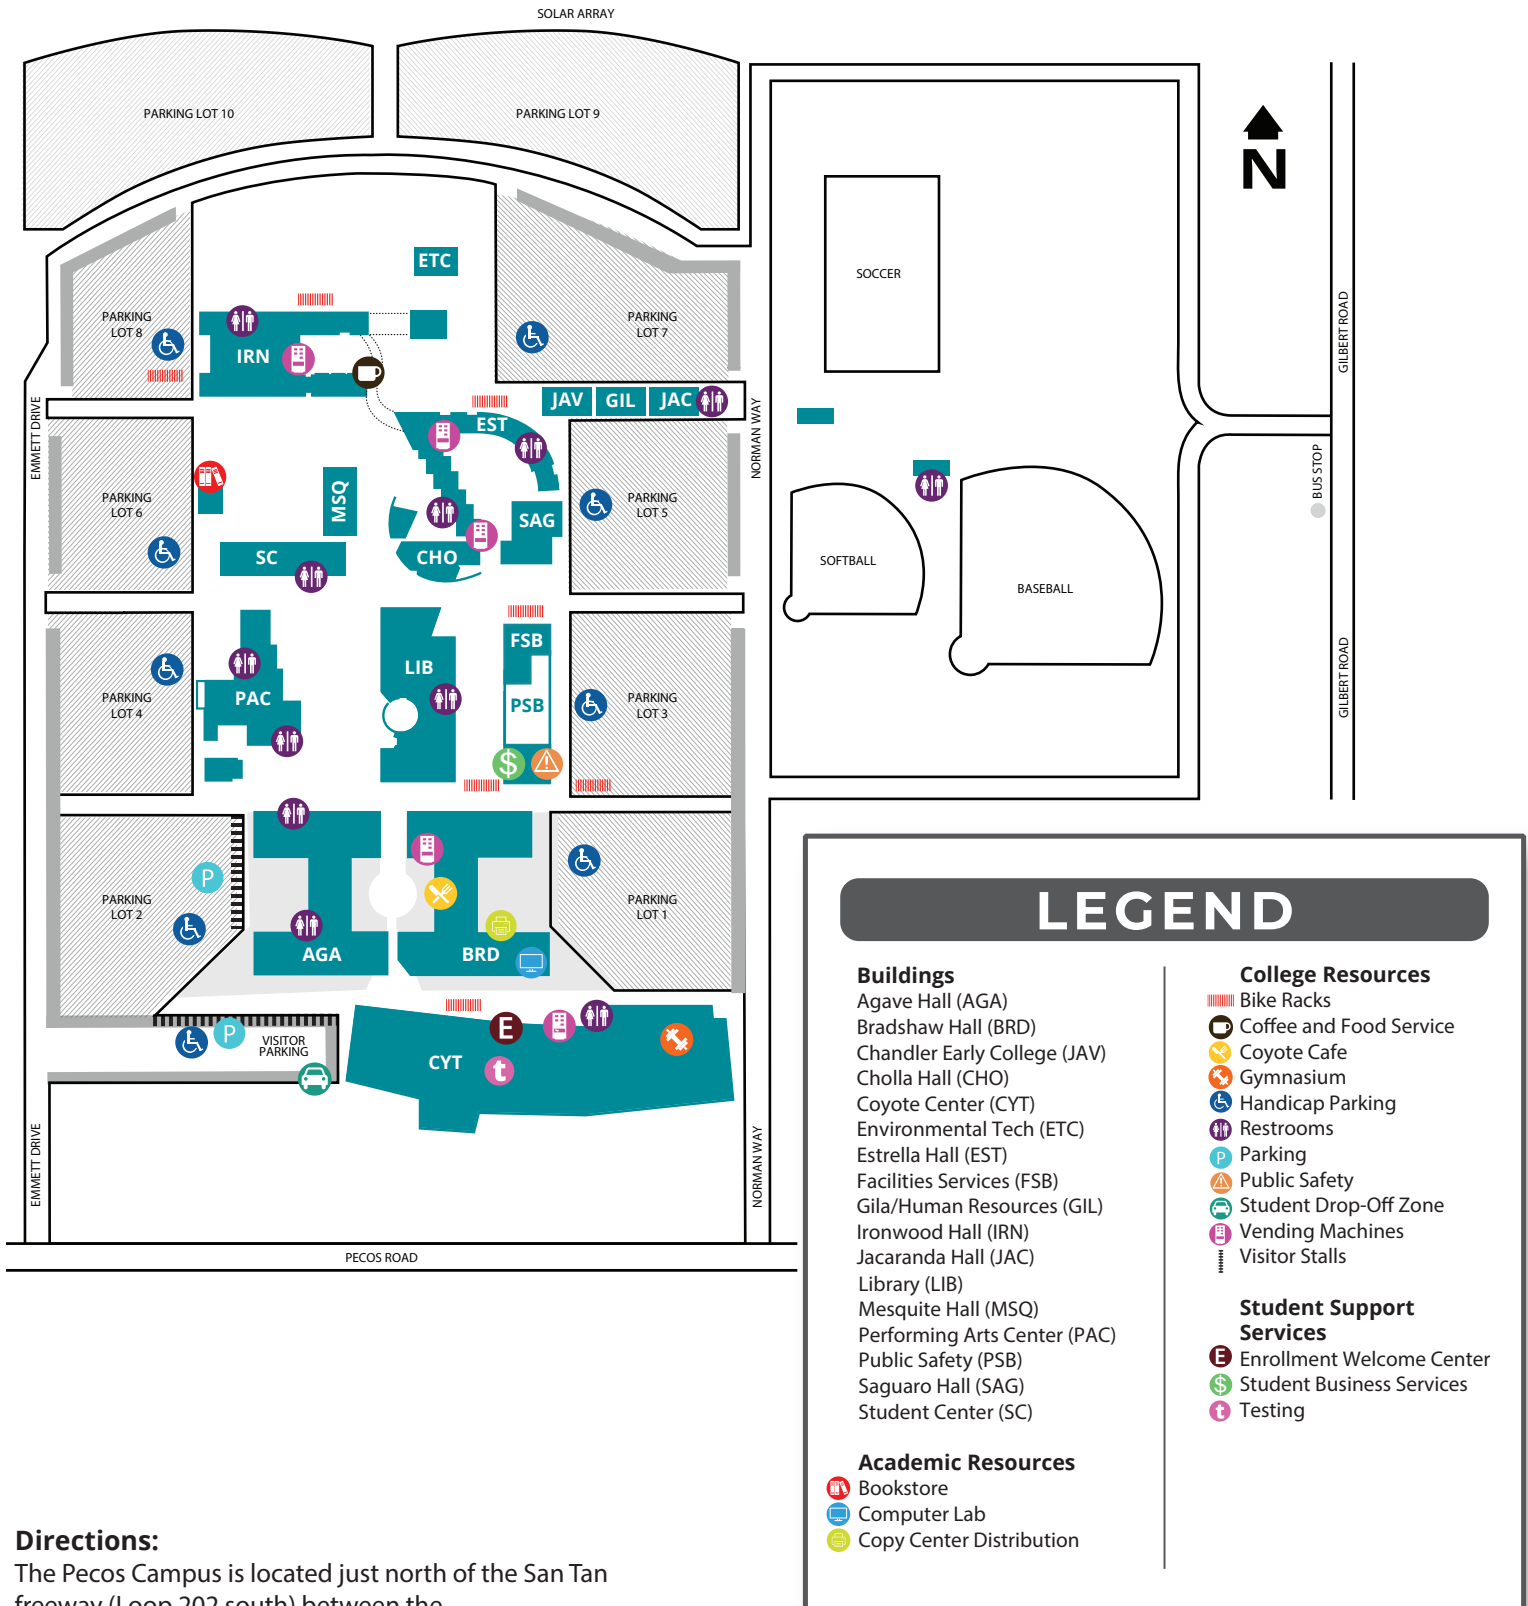 SOLAR ARRAY
PARKING LOT 10
PARKING LOT 9
N
ETC
SOCCER
PARKING
LOT 8
PARKING
LOT 7
GILBERT ROAD
IRN
JAV
GIL
JAC
EMMETT DRIVE
NORMAN WAY
EST
BUS STOP
PARKING
LOT 6
MSQ
PARKING
LOT 5
SAG
SC
CHO
SOFTBALL
BASEBALL
FSB
LIB
GILBERT ROAD
PARKING
LOT 4
PAC
PSB
PARKING
LOT 3
$
P
PARKING
LOT 2
PARKING
LOT 1
AGA
BRD
P
VISITOR
PARKING
E
CYT
t
EMMETT DRIVE
NORMAN WAY
PECOS ROAD
LEGEND
Buildings
Agave Hall (AGA)
Bradshaw Hall (BRD)
Chandler Early College (JAV)
Cholla Hall (CHO)
Coyote Center (CYT)
Environmental Tech (ETC)
Estrella Hall (EST)
Facilities Services (FSB)
Gila/Human Resources (GIL)
Ironwood Hall (IRN)
Jacaranda Hall (JAC)
Library (LIB)
Mesquite Hall (MSQ)
Performing Arts Center (PAC)
Public Safety (PSB)
Saguaro Hall (SAG)
Student Center (SC)
Academic Resources
Bookstore
Computer Lab
Copy Center Distribution
College Resources
Bike Racks
Coffee and Food Service
Coyote Cafe
Gymnasium
Handicap Parking
Restrooms
P Parking
Public Safety
Student Drop-Off Zone
Vending Machines
Visitor Stalls
Student Support
Services
E Enrollment Welcome Center
$ Student Business Services
t Testing
Directions:
The Pecos Campus is located just north of the San Tan
freeway (Loop 202 south) between the